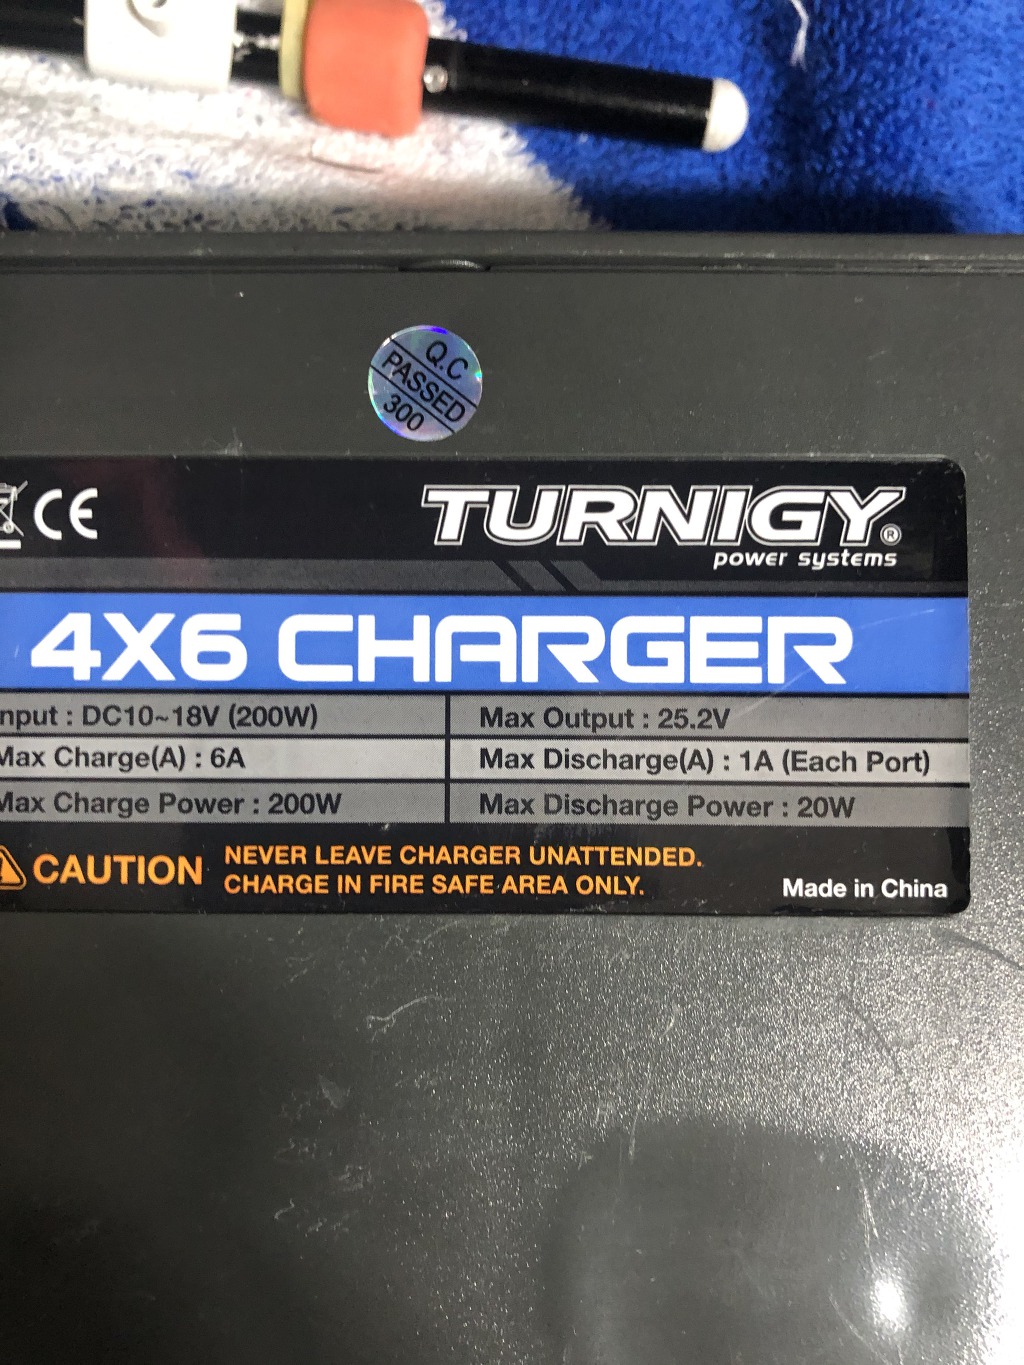 Q.C
PASSED
300
CE
TURNIGY®
power systems
4X6 CHARGER
nput : DC10~18V (200W)
Max Output : 25.2V
Max Charge(A) : 6A
Max Discharge(A) : 1A (Each Port)
Max Charge Power : 200W
Max Discharge Power : 20W
CAUTION
NEVER LEAVE CHARGER UNATTENDED.
CHARGE IN FIRE SAFE AREA ONLY.
Made in China